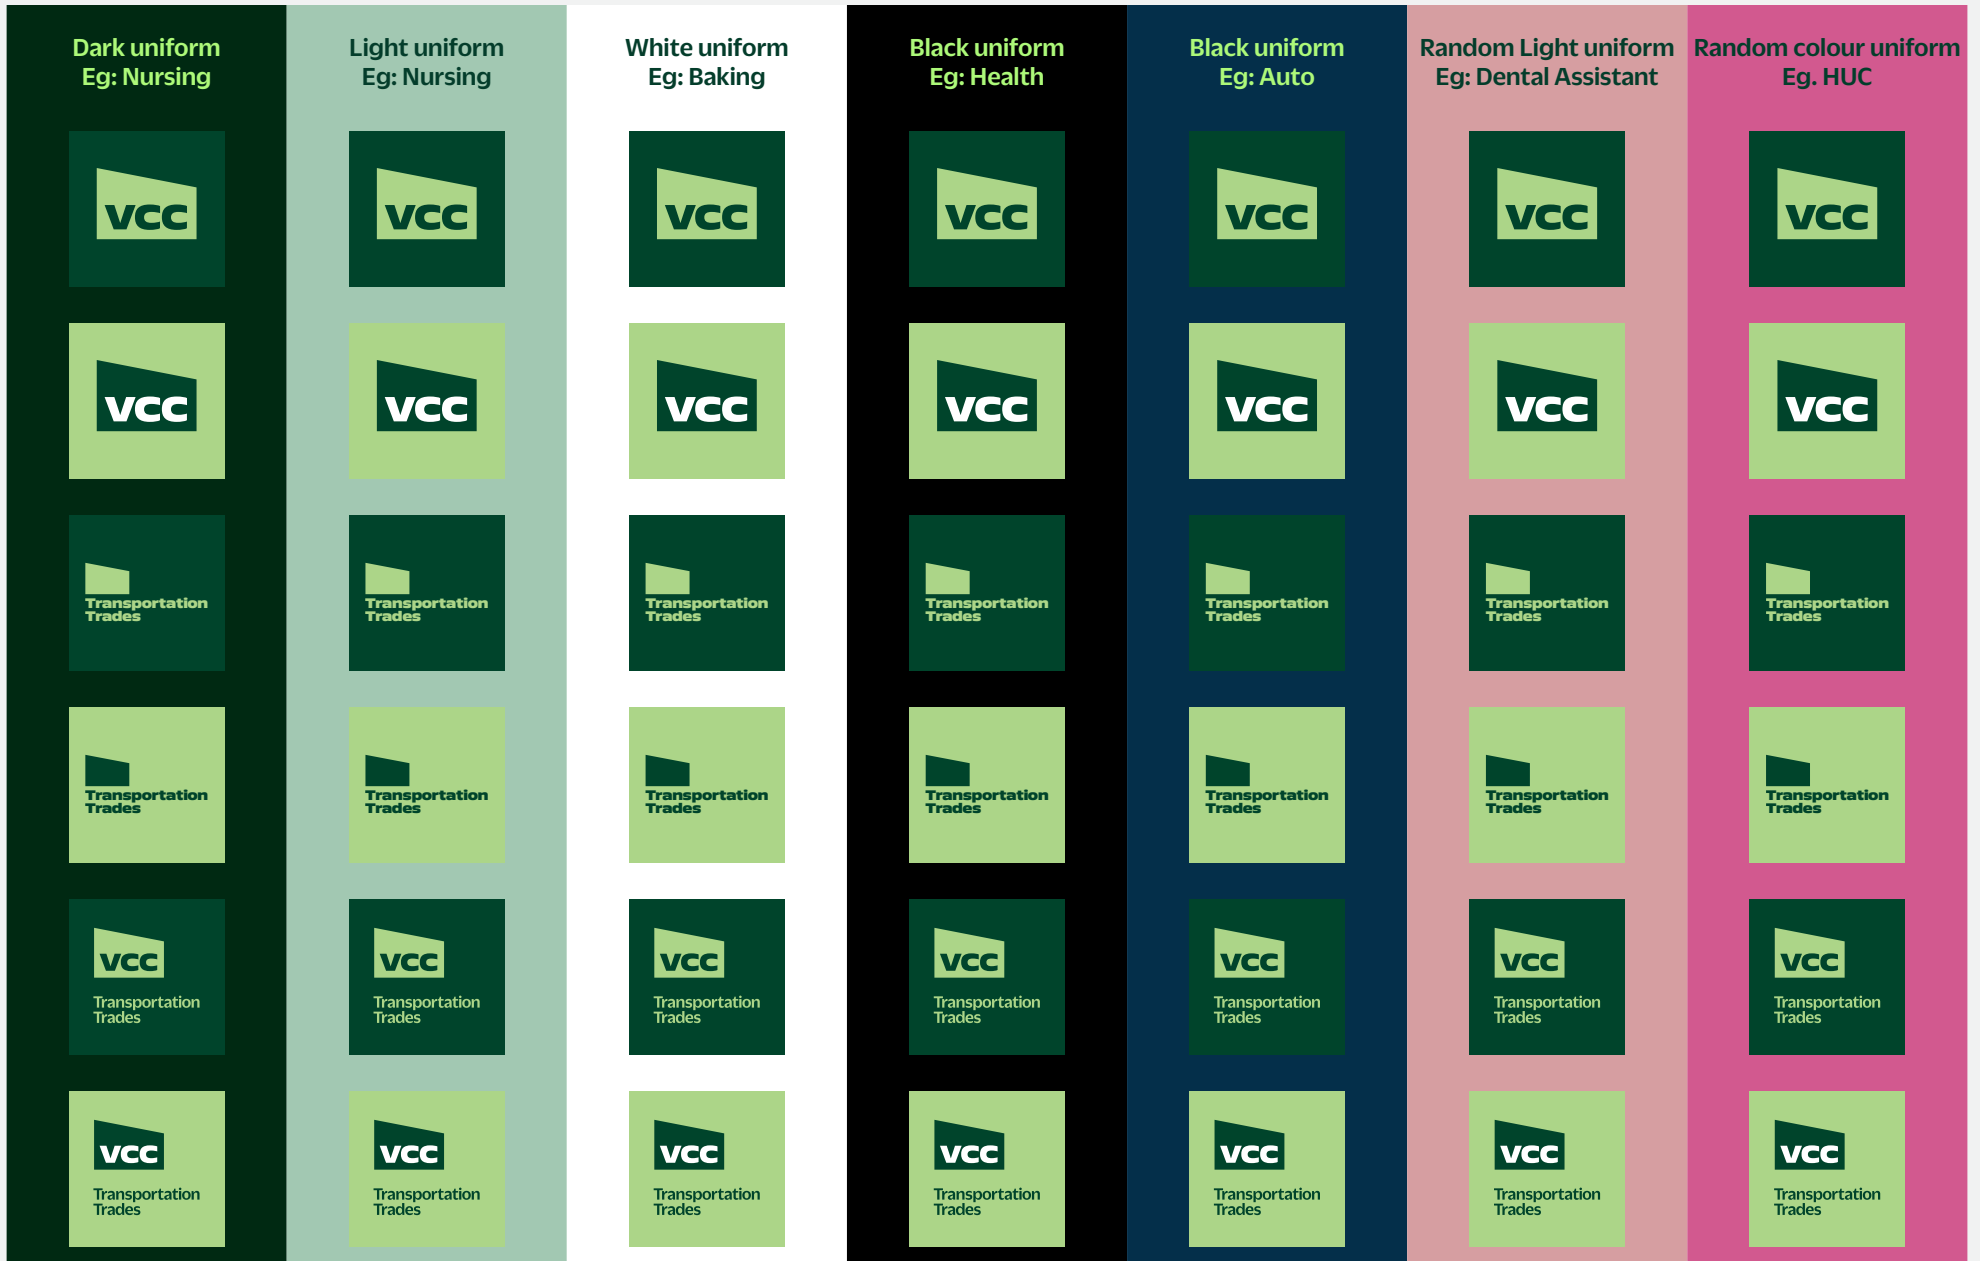 Dark uniform
Eg: Nursing
Light uniform
Eg: Nursing
White uniform
Eg: Baking
Black uniform
Eg: Health
Black uniform
Eg: Auto
Random Light uniform
Eg: Dental Assistant
Random colour uniform
Eg. HUC
vcc
vcc
vcc
vcc
vcc
vcc
vcc
vcc
vcc
vcc
vcc
vcc
vcc
vcc
Transportation
Trades
Transportation
Trades
Transportation
Trades
Transportation
Trades
Transportation
Trades
Transportation
Trades
Transportation
Trades
Transportation
Trades
Transportation
Trades
Transportation
Trades
Transportation
Trades
Transportation
Trades
Transportation
Trades
Transportation
Trades
vcc
Transportation
Trades
vcc
Transportation
Trades
vcc
Transportation
Trades
vcc
Transportation
Trades
vcc
Transportation
Trades
vcc
Transportation
Trades
vcc
Transportation
Trades
vcc
Transportation
Trades
vcc
Transportation
Trades
vcc
Transportation
Trades
vcc
Transportation
Trades
vcc
Transportation
Trades
vcc
Transportation
Trades
vcc
Transportation
Trades